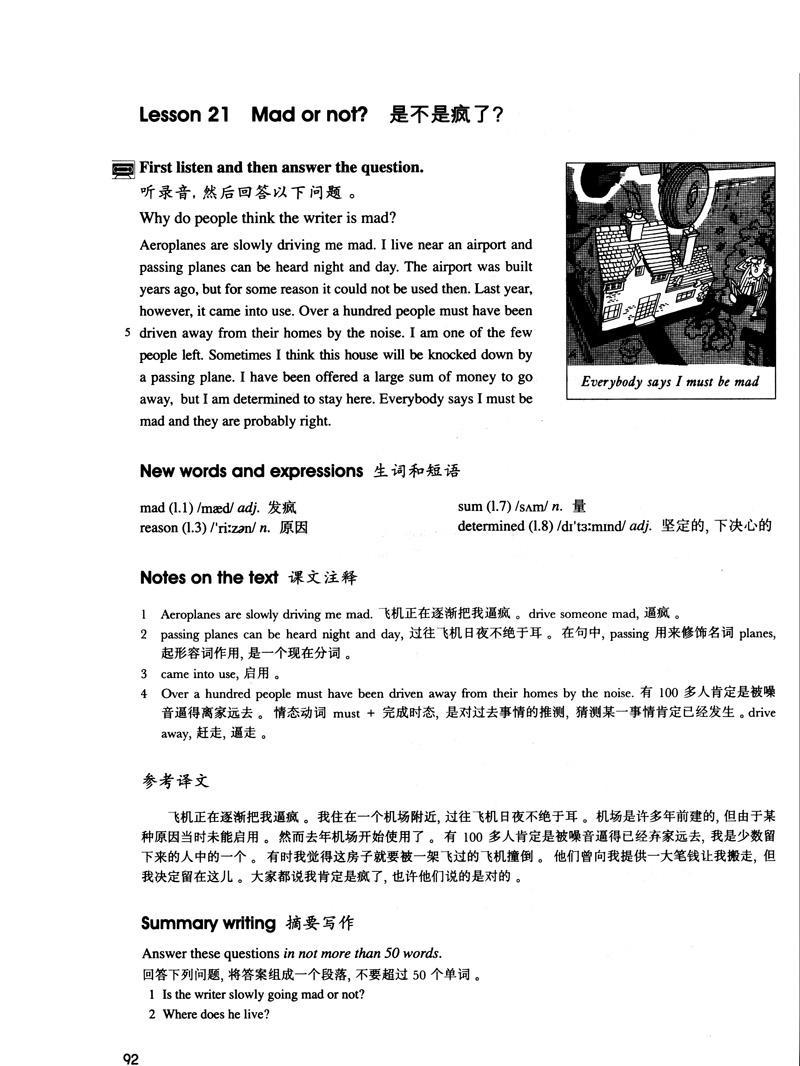 Lesson 21 Mad or not? 是不是疯了?
First listen and then answer the question.
听录音, 然后回答以下问题 。
Why do people think the writer is mad?
Aeroplanes are slowly driving me mad. I live near an airport and
passing planes can be heard night and day. The airport was built
years ago, but for some reason it could not be used then. Last year,
however, it came into use. Over a hundred people must have been
5 driven away from their homes by the noise. I am one of the few
people left. Sometimes I think this house will be knocked down by
a passing plane. I have been offered a large sum of money to go
away, but I am determined to stay here. Everybody says I must be
mad and they are probably right.
Everybody says I must be mad
New words and expressions 生词和短语
mad (l.1) /mæd/ adj. 发疯
reason (l.3) /'riːzən/ n. 原因
sum (l.7) /sʌm/ n. 量
determined (l.8) /dɪ'tɜːmɪnd/ adj. 坚定的, 下决心的
Notes on the text 课文注释
1 Aeroplanes are slowly driving me mad. 飞机正在逐渐把我逼疯 。 drive someone mad, 逼疯 。
2 passing planes can be heard night and day, 过往飞机日夜不绝于耳 。 在句中, passing 用来修饰名词 planes,
起形容词作用, 是一个现在分词 。
3 came into use, 启用 。
4 Over a hundred people must have been driven away from their homes by the noise. 有 100 多人肯定是被噪
音逼得离家远去 。 情态动词 must + 完成时态, 是对过去事情的推测, 猜测某一事情肯定已经发生 。drive
away, 赶走, 逼走 。
参考译文
飞机正在逐渐把我逼疯 。 我住在一个机场附近, 过往飞机日夜不绝于耳 。 机场是许多年前建的, 但由于某
种原因当时未能启用 。 然而去年机场开始使用了 。 有 100 多人肯定是被噪音逼得已经弃家远去, 我是少数留
下来的人中的一个 。 有时我觉得这房子就要被一架飞过的飞机撞倒 。 他们曾向我提供一大笔钱让我搬走, 但
我决定留在这儿 。 大家都说我肯定是疯了, 也许他们说的是对的 。
Summary writing 摘要写作
Answer these questions in not more than 50 words.
回答下列问题, 将答案组成一个段落, 不要超过 50 个单词 。
1 Is the writer slowly going mad or not?
2 Where does he live?
92